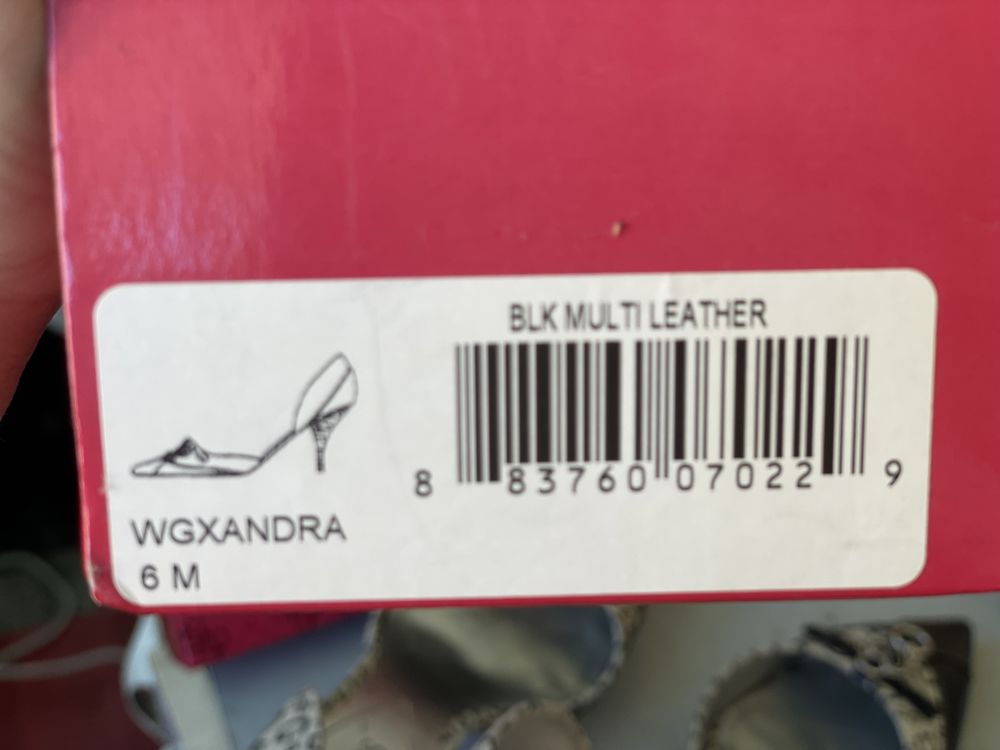 BLK MULTI LEATHER
8 83760 07022 9
WGXANDRA
6 M